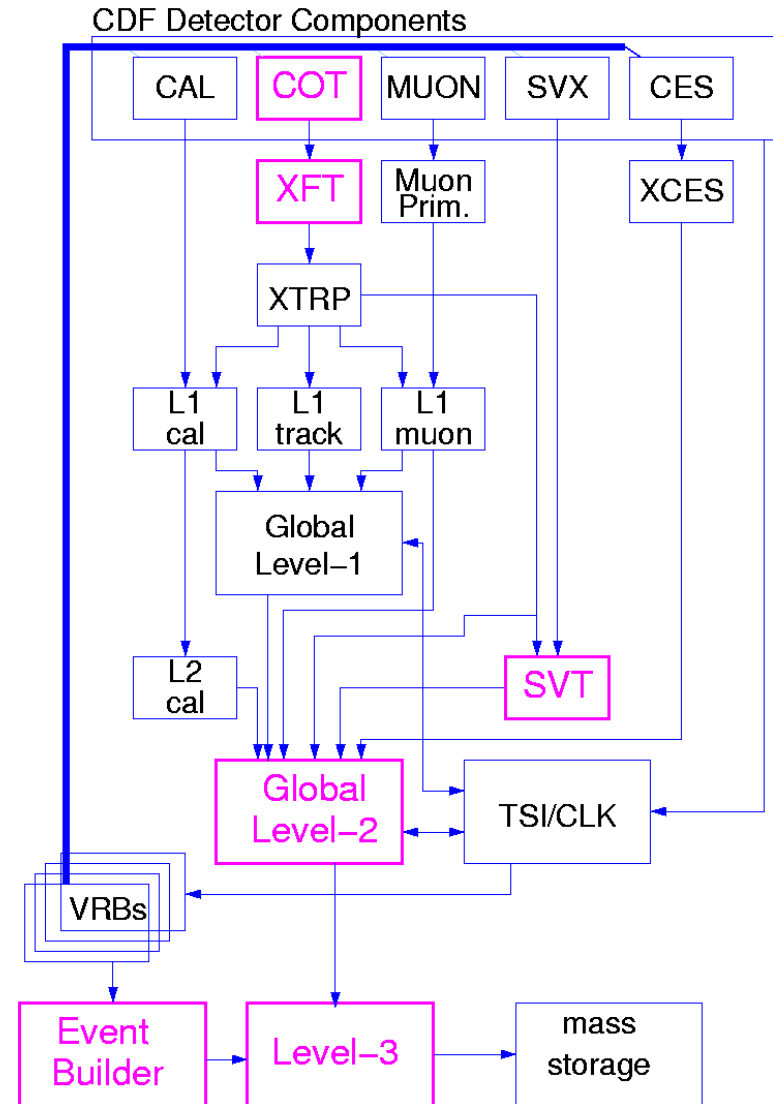 CDF Detector Components
CAL
COT
MUON
SVX
CES
XFT
Muon
Prim.
XCES
XTRP
L1
cal
L1
track
L1
muon
Global
Level–1
L2
cal
SVT
Global
Level–2
TSI/CLK
VRBs
Event
Builder
Level–3
mass
storage